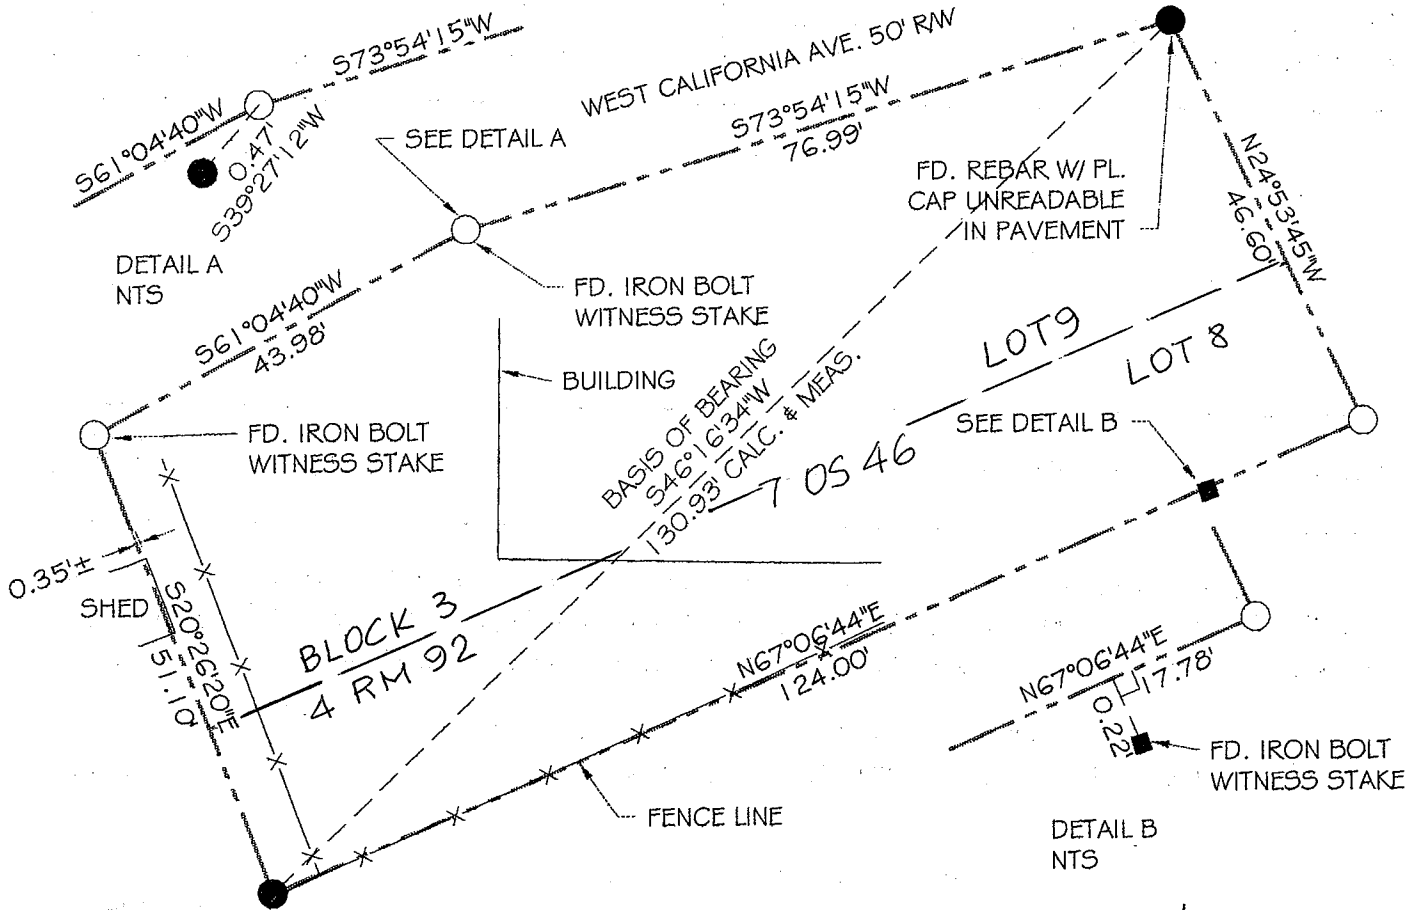 S73°54'15"W
S61°04'40"W
0.47'
S39°27'12"W
DETAIL A
NTS
WEST CALIFORNIA AVE. 50' R/W
SEE DETAIL A
S73°54'15"W
76.99'
FD. REBAR W/ PL.
CAP UNREADABLE
IN PAVEMENT
N24°53'45"W
46.60'
S61°04'40"W
43.98'
FD. IRON BOLT
WITNESS STAKE
BUILDING
FD. IRON BOLT
WITNESS STAKE
BASIS OF BEARING
S46°16'34"W
130.93' CALC. & MEAS.
LOT 9
LOT 8
7 OS 46
SEE DETAIL B
0.35'±
SHED
S20°26'20"E
51.10'
BLOCK 3
4 RM 92
N67°06'44"E
124.00'
FENCE LINE
N67°06'44"E
17.78'
0.22'
FD. IRON BOLT
WITNESS STAKE
DETAIL B
NTS